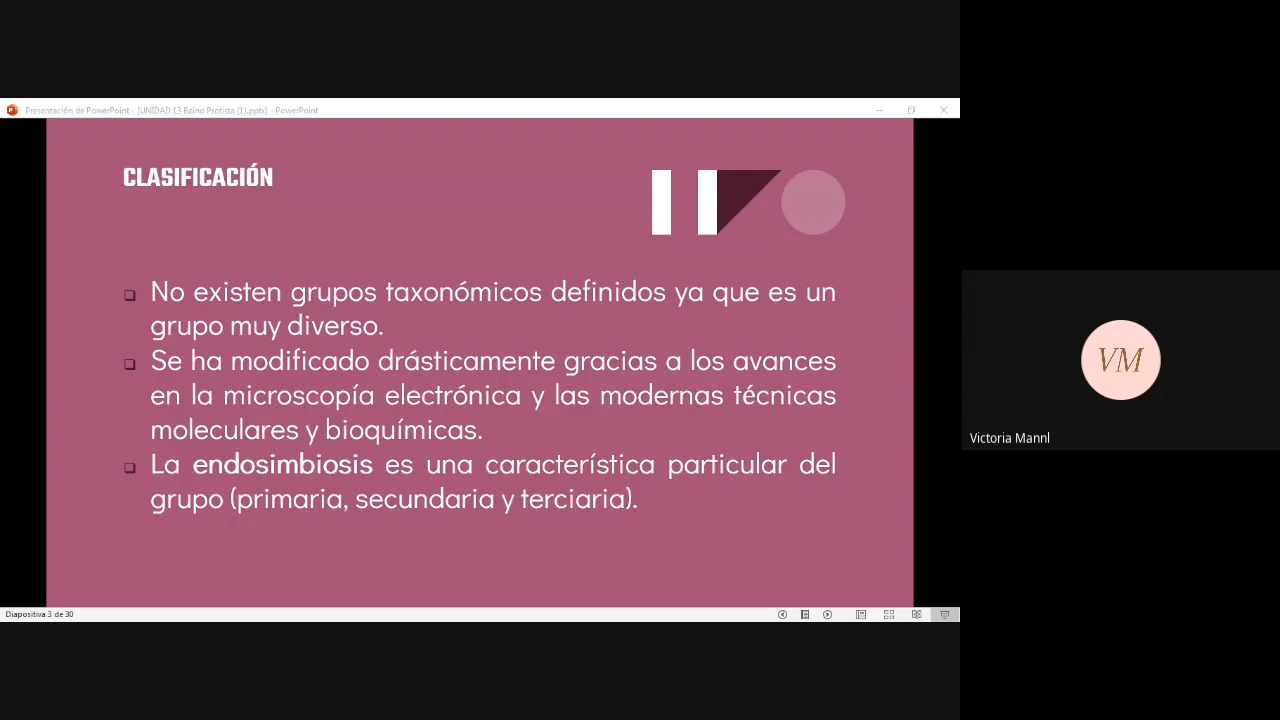 Presentación de PowerPoint - [UNIDAD 13 Reino Protista (1).pptx] - PowerPoint
CLASIFICACIÓN
No existen grupos taxonómicos definidos ya que es un
grupo muy diverso.
Se ha modificado drásticamente gracias a los avances
en la microscopía electrónica y las modernas técnicas
moleculares y bioquímicas.
La endosimbiosis es una característica particular del
grupo (primaria, secundaria y terciaria).
VM
Victoria Mannl
Diapositiva 3 de 30